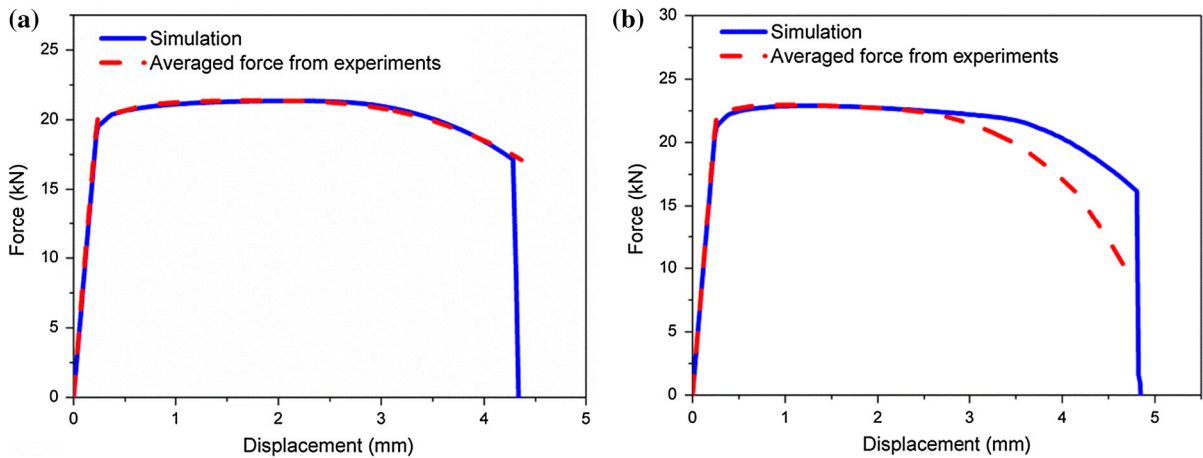 (a)
Simulation
Averaged force from experiments
25
20
15
10
5
0
0 1 2 3 4 5
Force (kN)
Displacement (mm)
(b)
Simulation
Averaged force from experiments
30
25
20
15
10
5
0
0 1 2 3 4 5
Force (kN)
Displacement (mm)